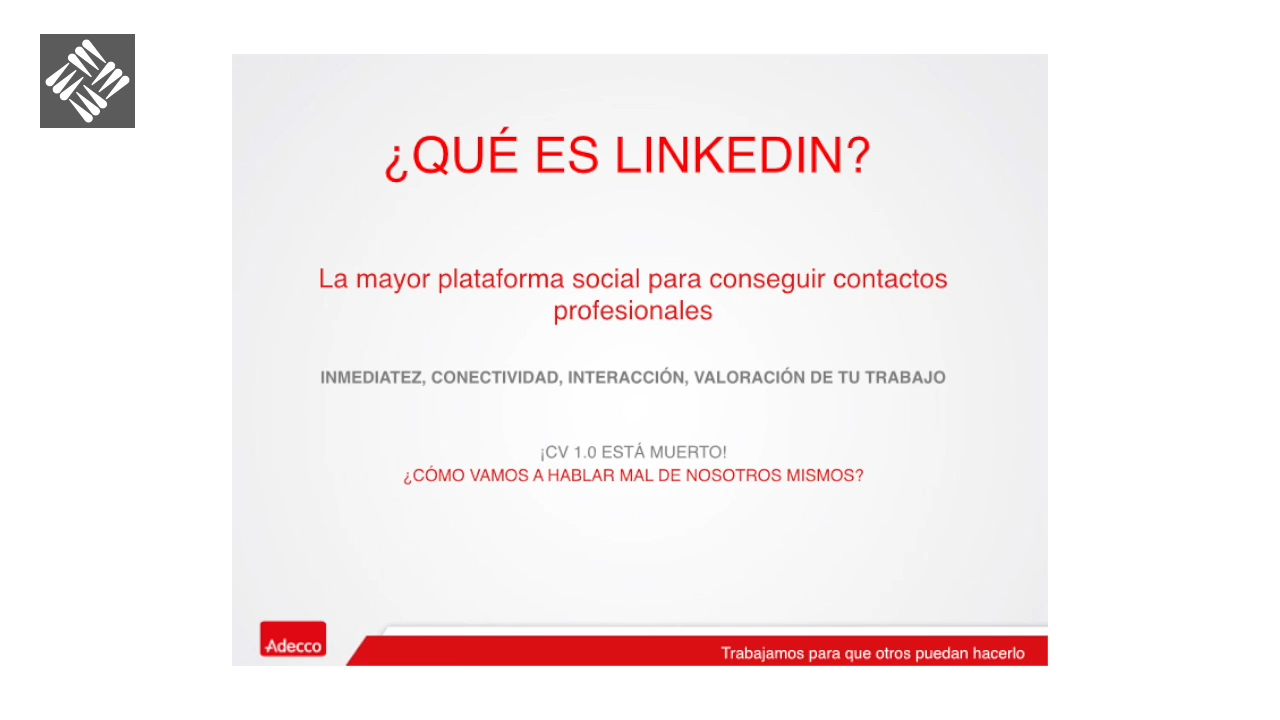 ¿QUÉ ES LINKEDIN?
La mayor plataforma social para conseguir contactos
profesionales
INMEDIATEZ, CONECTIVIDAD, INTERACCIÓN, VALORACIÓN DE TU TRABAJO
¡CV 1.0 ESTÁ MUERTO!
¿CÓMO VAMOS A HABLAR MAL DE NOSOTROS MISMOS?
Adecco
Trabajamos para que otros puedan hacerlo